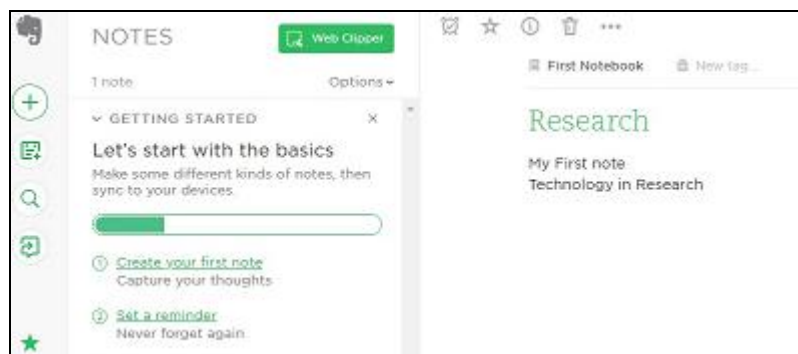 NOTES
Web Clipper
1 note
Options
GETTING STARTED
Let's start with the basics
Make some different kinds of notes, then
sync to your devices.
1 Create your first note
Capture your thoughts
2 Set a reminder
Never forget again
First Notebook
New tag...
Research
My First note
Technology in Research